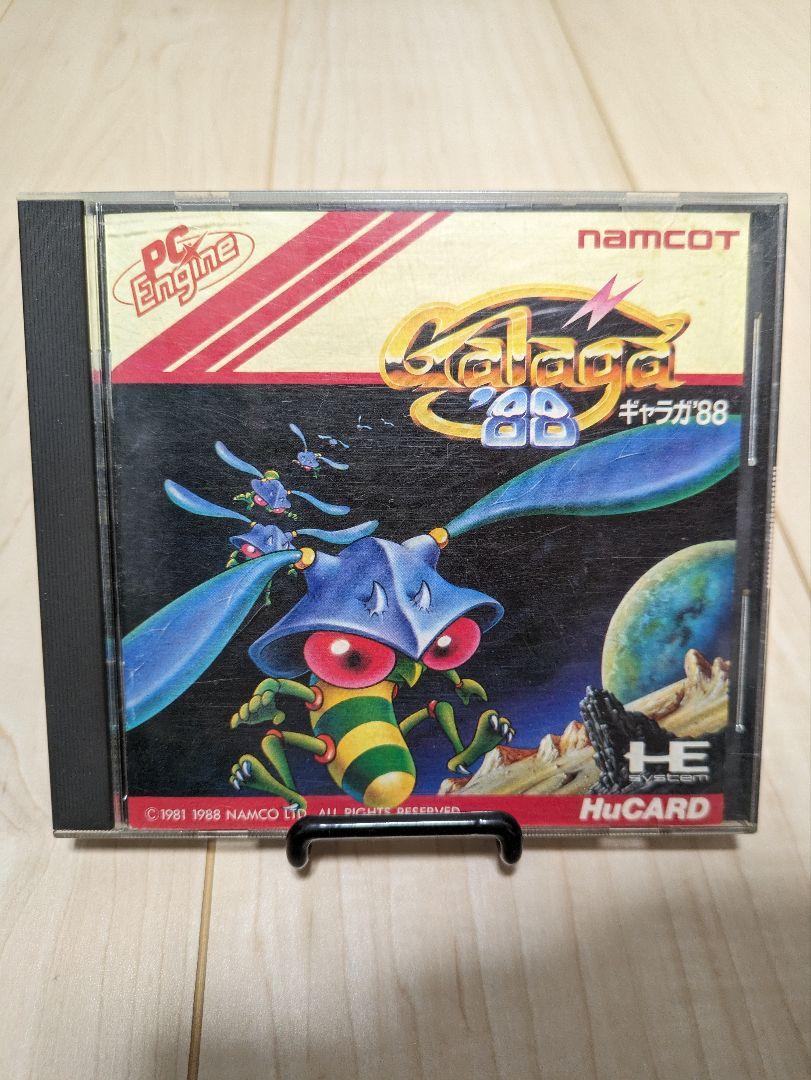 PC Engine
namcoT
Galaga '88
ギャラガ'88
HE system
©1981 1988 NAMCO LTD. ALL RIGHTS RESERVED
HuCARD